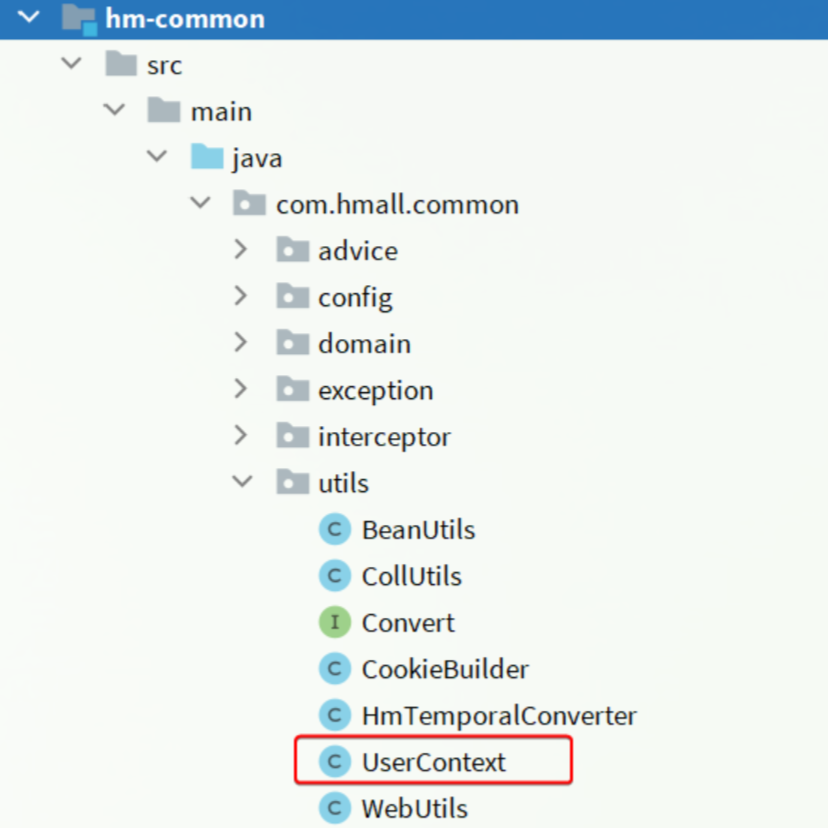 hm-common
src
main
java
com.hmall.common
advice
config
domain
exception
interceptor
utils
C BeanUtils
C CollUtils
I Convert
C CookieBuilder
C HmTemporalConverter
C UserContext
C WebUtils